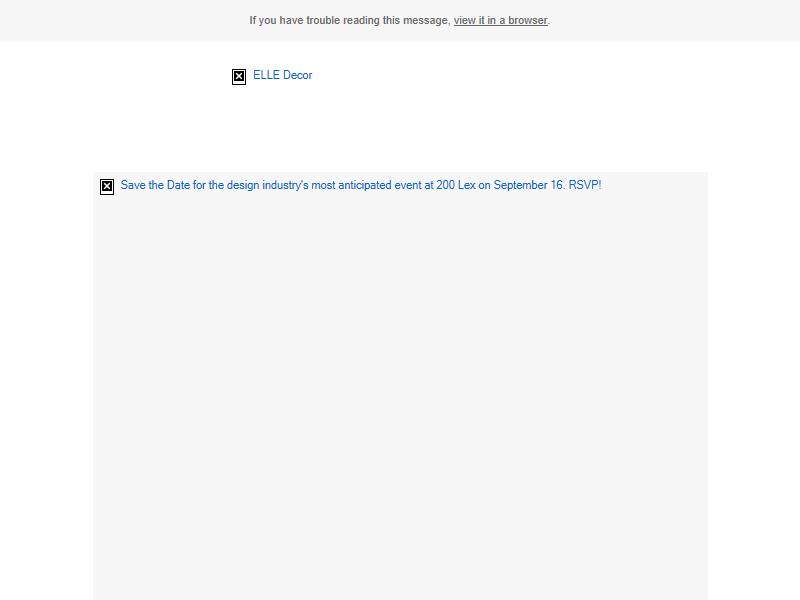 If you have trouble reading this message, view it in a browser.
ELLE Decor
Save the Date for the design industry's most anticipated event at 200 Lex on September 16. RSVP!